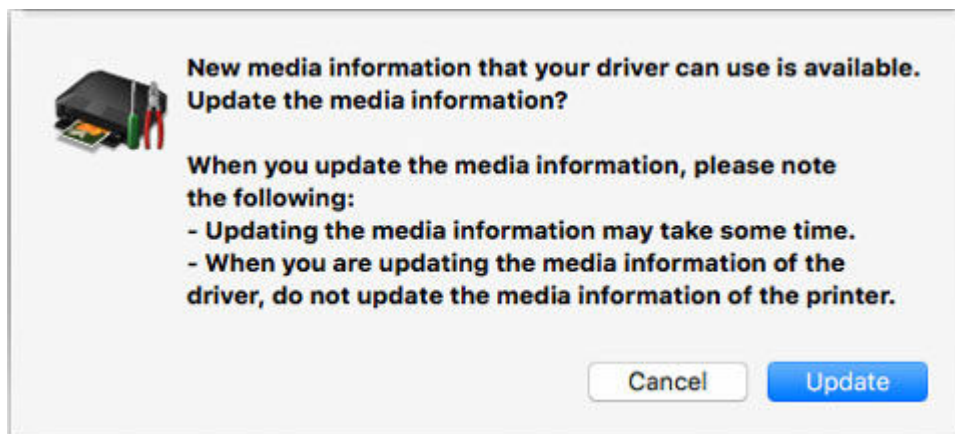 New media information that your driver can use is available.
Update the media information?
When you update the media information, please note
the following:
- Updating the media information may take some time.
- When you are updating the media information of the
driver, do not update the media information of the printer.
Cancel
Update